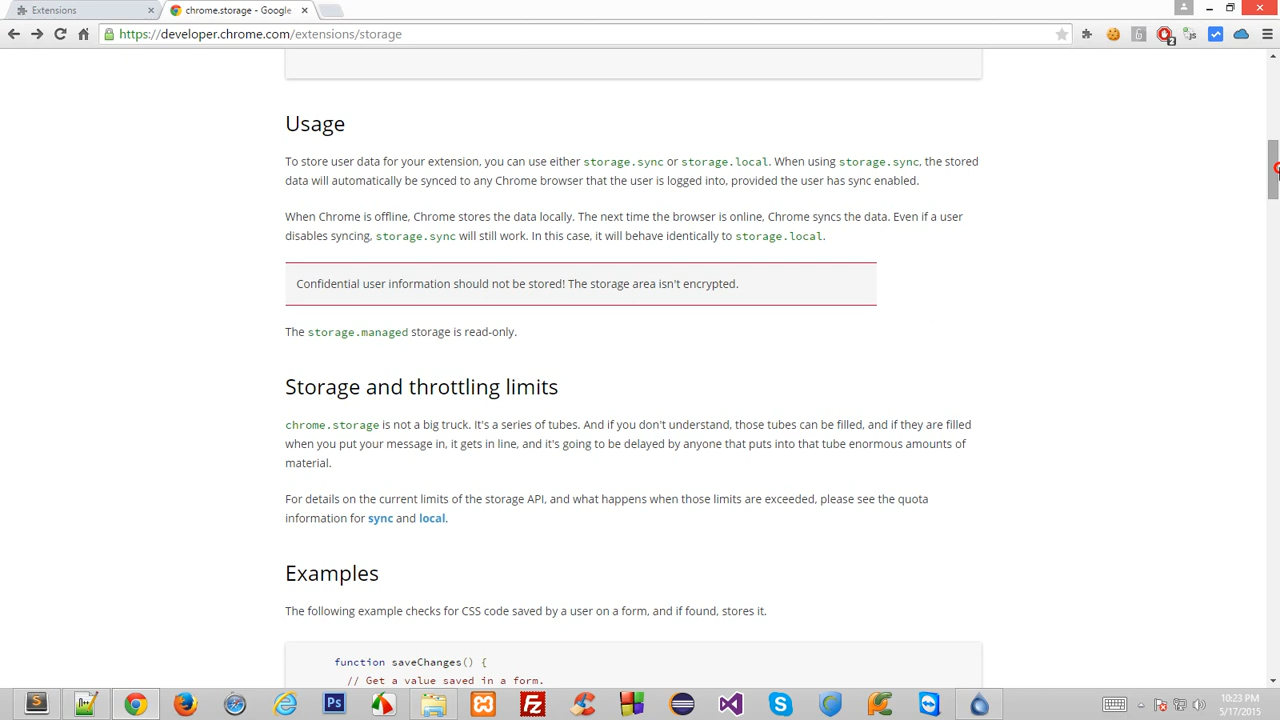 Extensions
chrome.storage - Google
https://developer.chrome.com/extensions/storage
2
Usage
To store user data for your extension, you can use either storage.sync or storage.local. When using storage.sync, the stored
data will automatically be synced to any Chrome browser that the user is logged into, provided the user has sync enabled.
When Chrome is offline, Chrome stores the data locally. The next time the browser is online, Chrome syncs the data. Even if a user
disables syncing, storage.sync will still work. In this case, it will behave identically to storage.local.
Confidential user information should not be stored! The storage area isn't encrypted.
The storage.managed storage is read-only.
Storage and throttling limits
chrome.storage is not a big truck. It's a series of tubes. And if you don't understand, those tubes can be filled, and if they are filled
when you put your message in, it gets in line, and it's going to be delayed by anyone that puts into that tube enormous amounts of
material.
For details on the current limits of the storage API, and what happens when those limits are exceeded, please see the quota
information for sync and local.
Examples
The following example checks for CSS code saved by a user on a form, and if found, stores it.
function saveChanges() {
// Get a value saved in a form.
Ps
Fz
10:23 PM
5/17/2015